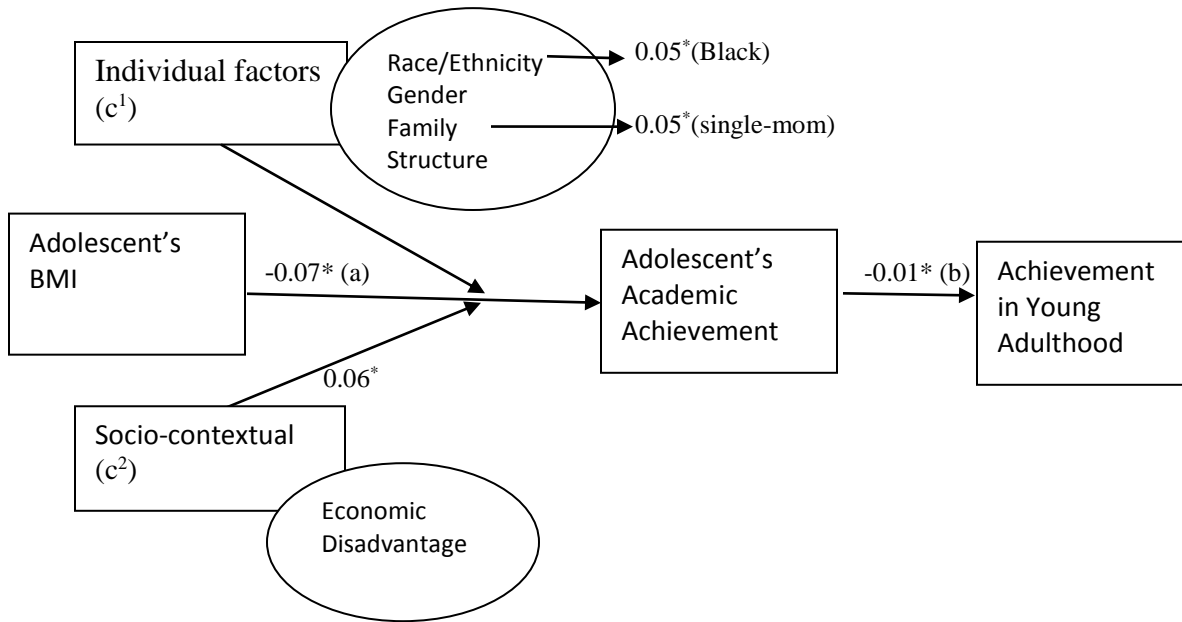 Individual factors
(c¹)
Race/Ethnicity
Gender
Family
Structure
0.05*(Black)
0.05*(single-mom)
Adolescent’s
BMI
-0.07* (a)
Adolescent’s
Academic
Achievement
-0.01* (b)
Achievement
in Young
Adulthood
0.06*
Socio-contextual
(c²)
Economic
Disadvantage